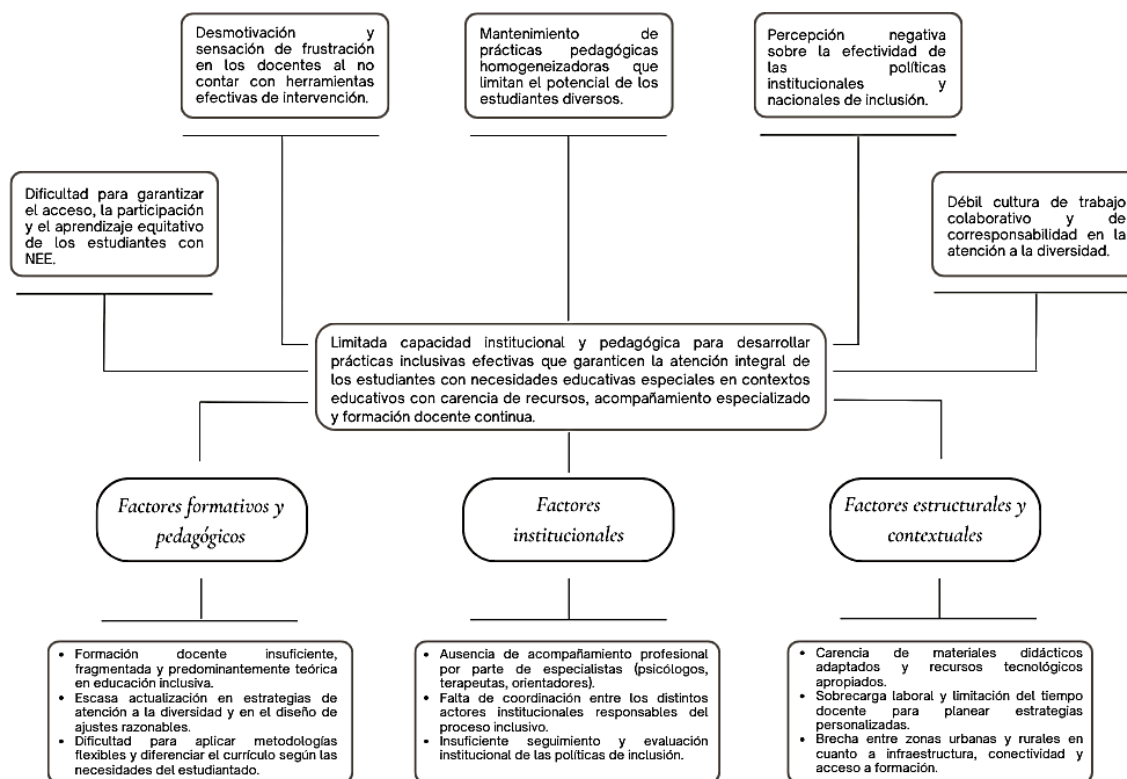 Desmotivación y
sensación de frustración
en los docentes al no
contar con herramientas
efectivas de intervención.
Mantenimiento de
prácticas pedagógicas
homogeneizadoras que
limitan el potencial de los
estudiantes diversos.
Percepción negativa
sobre la efectividad de
las políticas
institucionales y
nacionales de inclusión.
Dificultad para garantizar
el acceso, la participación
y el aprendizaje equitativo
de los estudiantes con
NEE.
Débil cultura de trabajo
colaborativo y de
corresponsabilidad en la
atención a la diversidad.
Limitada capacidad institucional y pedagógica para desarrollar
prácticas inclusivas efectivas que garanticen la atención integral de
los estudiantes con necesidades educativas especiales en contextos
educativos con carencia de recursos, acompañamiento especializado
y formación docente continua.
Factores formativos y
pedagógicos
Factores
institucionales
Factores estructurales y
contextuales
• Formación docente insuficiente,
fragmentada y predominantemente teórica
en educación inclusiva.
• Escasa actualización en estrategias de
atención a la diversidad y en el diseño de
ajustes razonables.
• Dificultad para aplicar metodologías
flexibles y diferenciar el currículo según las
necesidades del estudiantado.
• Ausencia de acompañamiento profesional
por parte de especialistas (psicólogos,
terapeutas, orientadores).
• Falta de coordinación entre los distintos
actores institucionales responsables del
proceso inclusivo.
• Insuficiente seguimiento y evaluación
institucional de las políticas de inclusión.
• Carencia de materiales didácticos
adaptados y recursos tecnológicos
apropiados.
• Sobrecarga laboral y limitación del tiempo
docente para planear estrategias
personalizadas.
• Brecha entre zonas urbanas y rurales en
cuanto a infraestructura, conectividad y
acceso a formación.